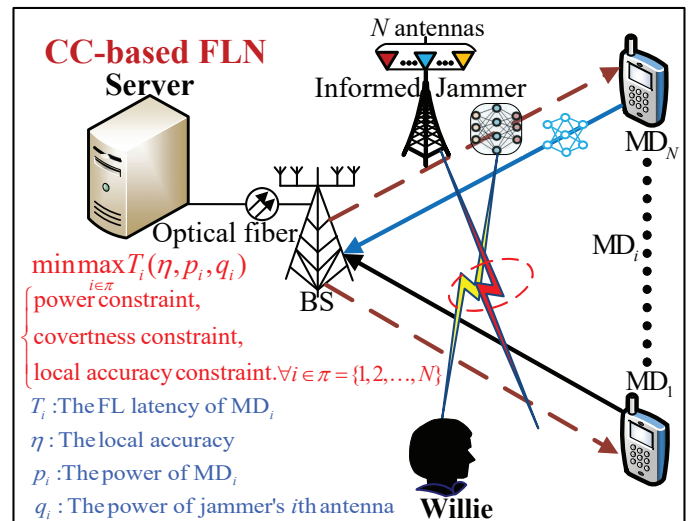 CC-based FLN
Server
N antennas
Informed Jammer
MD_N
Optical fiber
BS
MD_i
MD_1
min max T_i(η, p_i, q_i)
i∈π
power constraint,
covertness constraint,
local accuracy constraint. ∀i ∈ π = {1,2,…,N}
T_i : The FL latency of MD_i
η : The local accuracy
p_i : The power of MD_i
q_i : The power of jammer's ith antenna
Willie